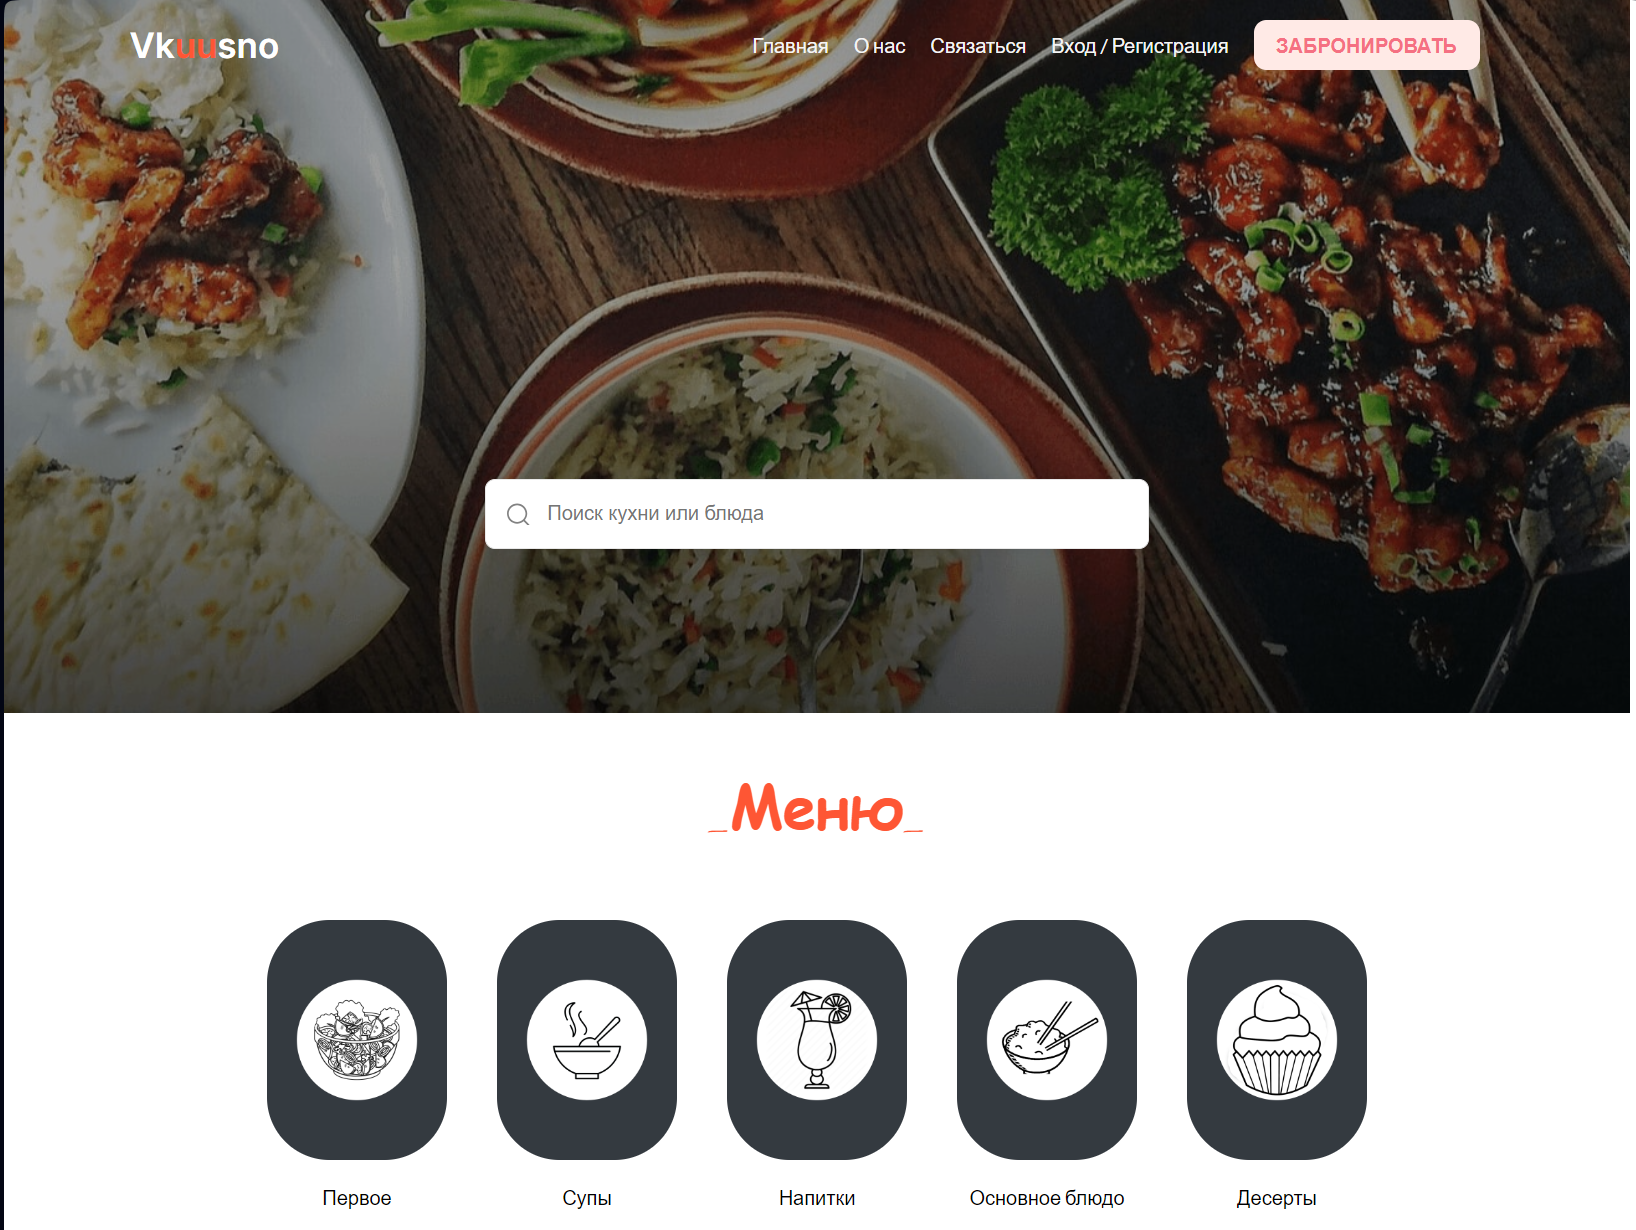 Vkuusno
Главная О нас Связаться Вход / Регистрация ЗАБРОНИРОВАТЬ
Поиск кухни или блюда
_Меню_
Первое Супы Напитки Основное блюдо Десерты